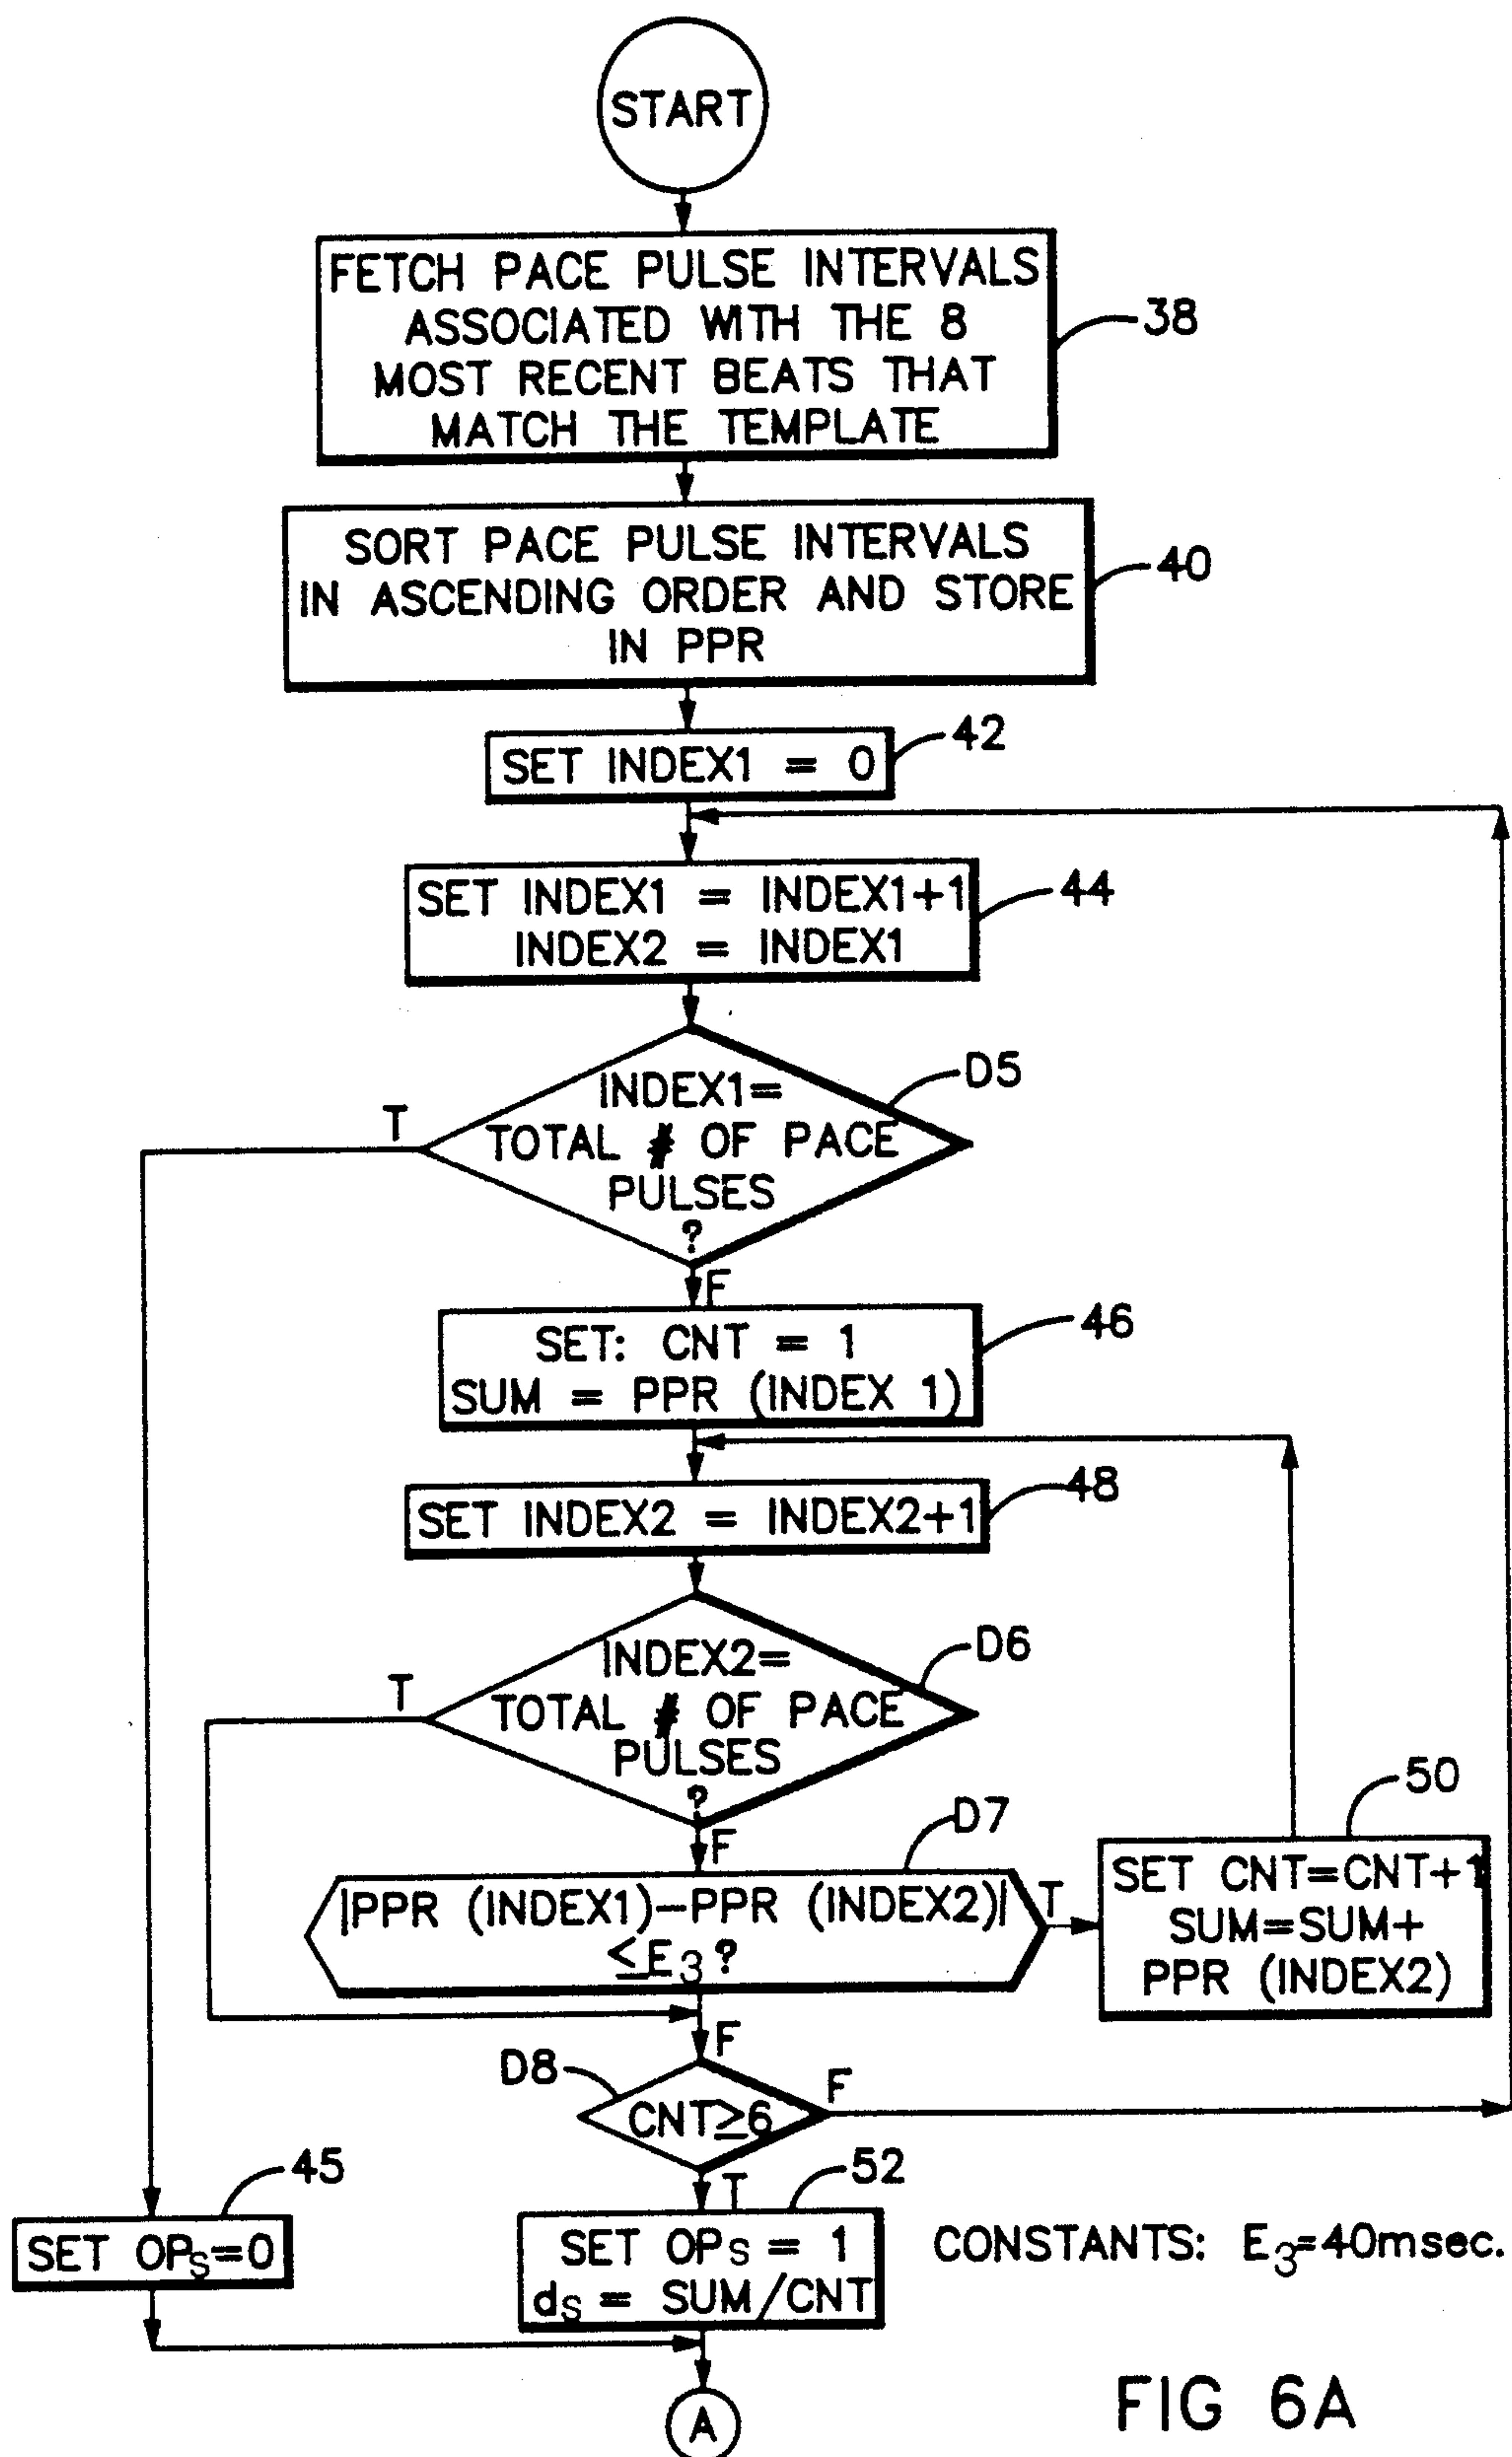 START
FETCH PACE PULSE INTERVALS
ASSOCIATED WITH THE 8
MOST RECENT BEATS THAT
MATCH THE TEMPLATE
38
SORT PACE PULSE INTERVALS
IN ASCENDING ORDER AND STORE
IN PPR
40
SET INDEX1 = 0
42
SET INDEX1 = INDEX1+1
INDEX2 = INDEX1
44
INDEX1=
TOTAL # OF PACE
PULSES
?
D5
T
F
SET: CNT = 1
SUM = PPR (INDEX 1)
46
SET INDEX2 = INDEX2+1
48
INDEX2=
TOTAL # OF PACE
PULSES
?
D6
T
F
|PPR (INDEX1)-PPR (INDEX2)|
≤E3?
D7
T
F
SET CNT=CNT+1
SUM=SUM+
PPR (INDEX2)
50
CNT≥6
D8
F
T
SET OPS=0
45
SET OPS = 1
dS = SUM/CNT
52
CONSTANTS: E3=40msec.
A
FIG 6A